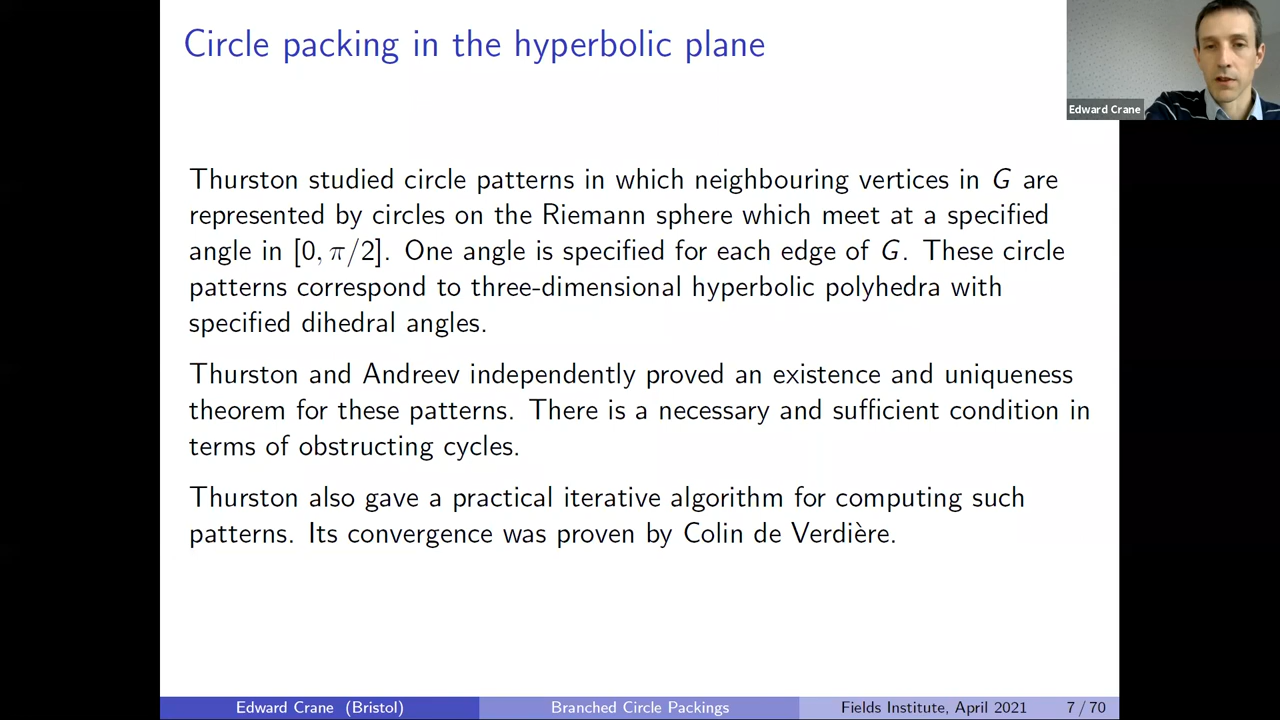 Circle packing in the hyperbolic plane
Edward Crane
Thurston studied circle patterns in which neighbouring vertices in G are
represented by circles on the Riemann sphere which meet at a specified
angle in [0, π/2]. One angle is specified for each edge of G. These circle
patterns correspond to three-dimensional hyperbolic polyhedra with
specified dihedral angles.
Thurston and Andreev independently proved an existence and uniqueness
theorem for these patterns. There is a necessary and sufficient condition in
terms of obstructing cycles.
Thurston also gave a practical iterative algorithm for computing such
patterns. Its convergence was proven by Colin de Verdière.
Edward Crane (Bristol) Branched Circle Packings Fields Institute, April 2021 7 / 70